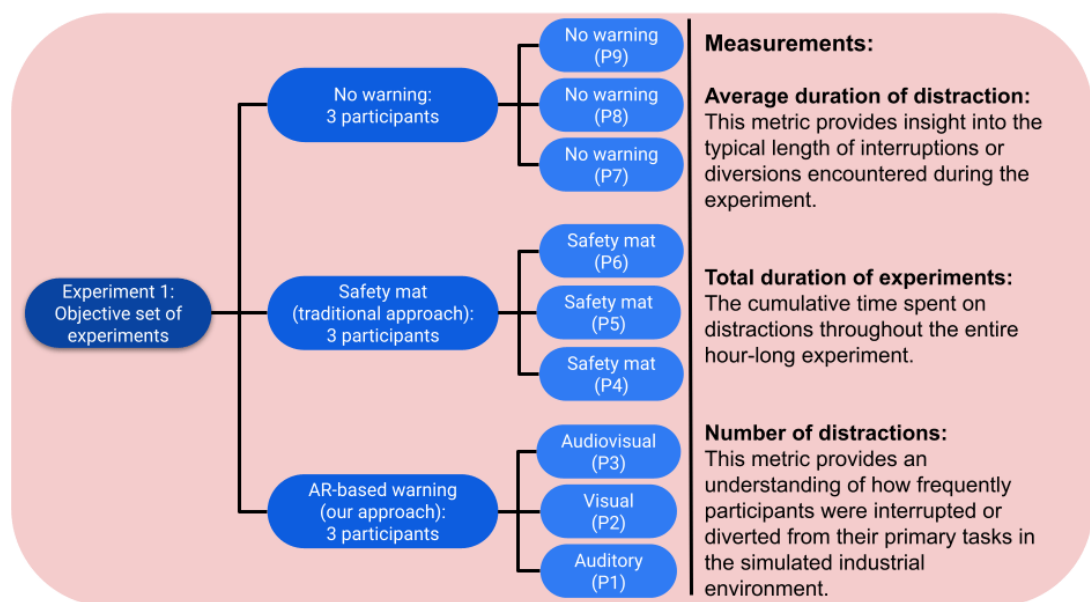 Experiment 1:
Objective set of
experiments
No warning:
3 participants
No warning
(P9)
No warning
(P8)
No warning
(P7)
Safety mat
(traditional approach):
3 participants
Safety mat
(P6)
Safety mat
(P5)
Safety mat
(P4)
AR-based warning
(our approach):
3 participants
Audiovisual
(P3)
Visual
(P2)
Auditory
(P1)
Measurements:
Average duration of distraction:
This metric provides insight into the
typical length of interruptions or
diversions encountered during the
experiment.
Total duration of experiments:
The cumulative time spent on
distractions throughout the entire
hour-long experiment.
Number of distractions:
This metric provides an
understanding of how frequently
participants were interrupted or
diverted from their primary tasks in
the simulated industrial
environment.